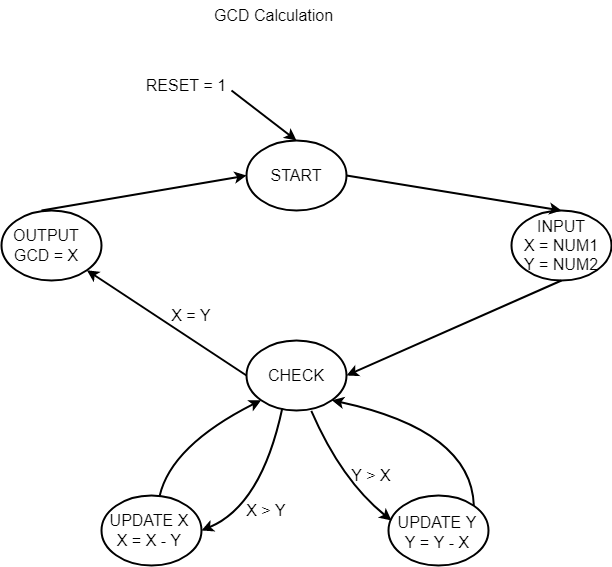 GCD Calculation
RESET = 1
START
OUTPUT
GCD = X
INPUT
X = NUM1
Y = NUM2
X = Y
CHECK
X > Y
Y > X
UPDATE X
X = X - Y
UPDATE Y
Y = Y - X